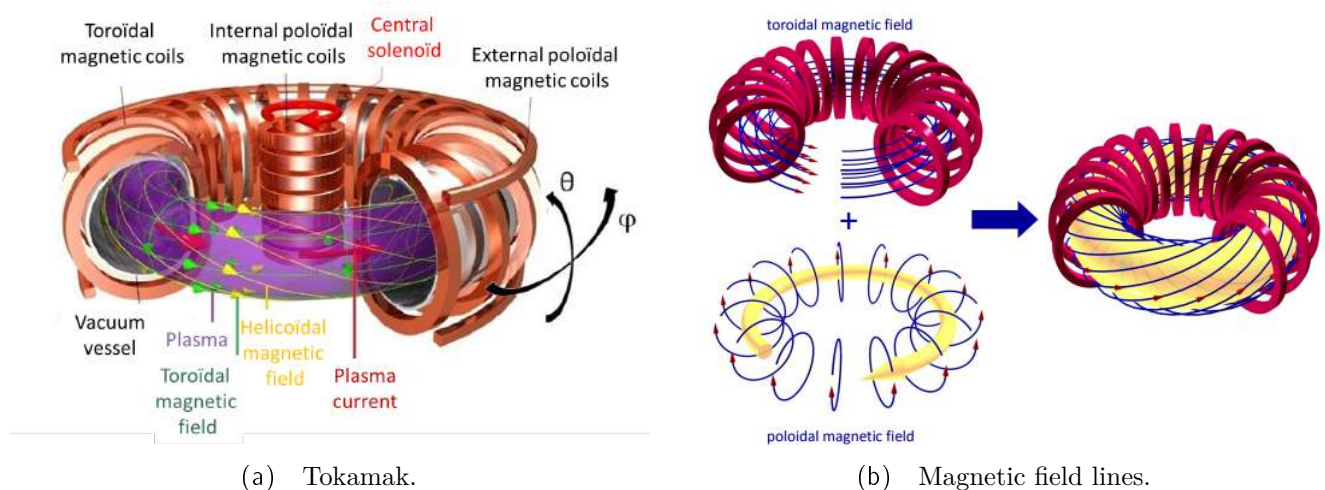 Toroïdal
magnetic coils
Internal poloïdal
magnetic coils
Central
solenoïd
External poloïdal
magnetic coils
θ
φ
Vacuum
vessel
Plasma
Toroïdal
magnetic
field
Helicoïdal
magnetic
field
Plasma
current
(a) Tokamak.
toroidal magnetic field
+
poloidal magnetic field
(b) Magnetic field lines.